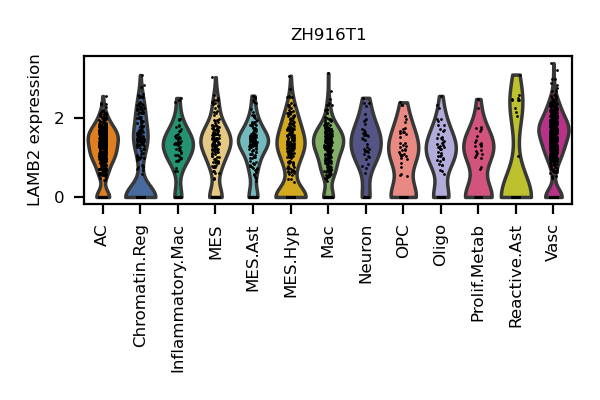 ZH916T1
LAMB2 expression
2
0
AC
Chromatin.Reg
Inflammatory.Mac
MES
MES.Ast
MES.Hyp
Mac
Neuron
OPC
Oligo
Prolif.Metab
Reactive.Ast
Vasc